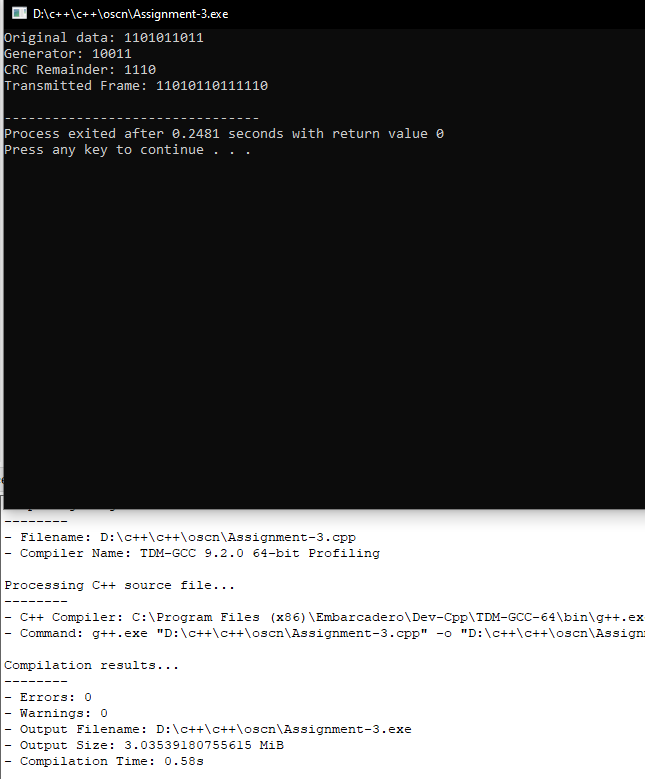 D:\c++\c++\oscn\Assignment-3.exe
Original data: 1101011011
Generator: 10011
CRC Remainder: 1110
Transmitted Frame: 11010110111110
--------------------------------
Process exited after 0.2481 seconds with return value 0
Press any key to continue . . .
--------
- Filename: D:\c++\c++\oscn\Assignment-3.cpp
- Compiler Name: TDM-GCC 9.2.0 64-bit Profiling
Processing C++ source file...
--------
- C++ Compiler: C:\Program Files (x86)\Embarcadero\Dev-Cpp\TDM-GCC-64\bin\g++.ex
- Command: g++.exe "D:\c++\c++\oscn\Assignment-3.cpp" -o "D:\c++\c++\oscn\Assign
Compilation results...
--------
- Errors: 0
- Warnings: 0
- Output Filename: D:\c++\c++\oscn\Assignment-3.exe
- Output Size: 3.03539180755615 MiB
- Compilation Time: 0.58s